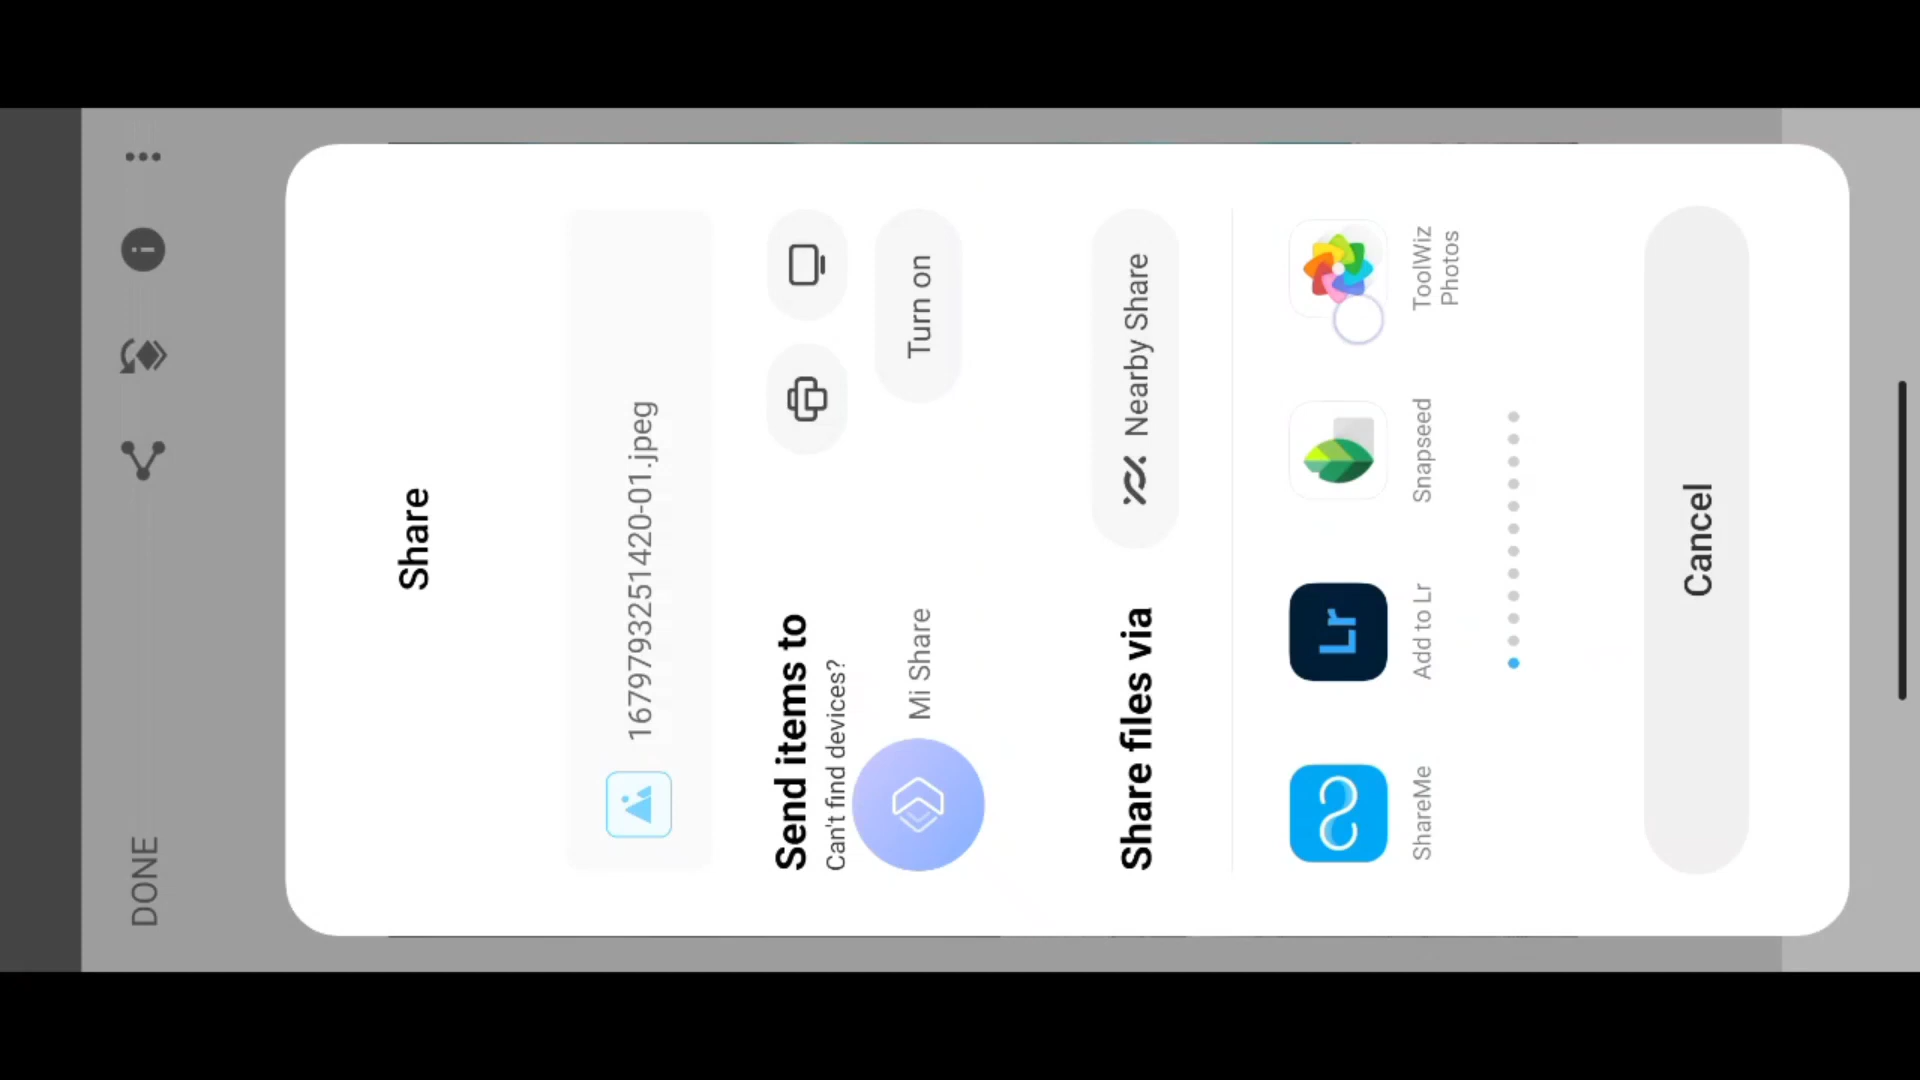 DONE
Share
1679793251420-01.jpeg
Send items to
Can't find devices?
Mi Share
Turn on
Share files via
Nearby Share
Lr
ShareMe
Add to Lr
Snapseed
ToolWiz
Photos
Cancel